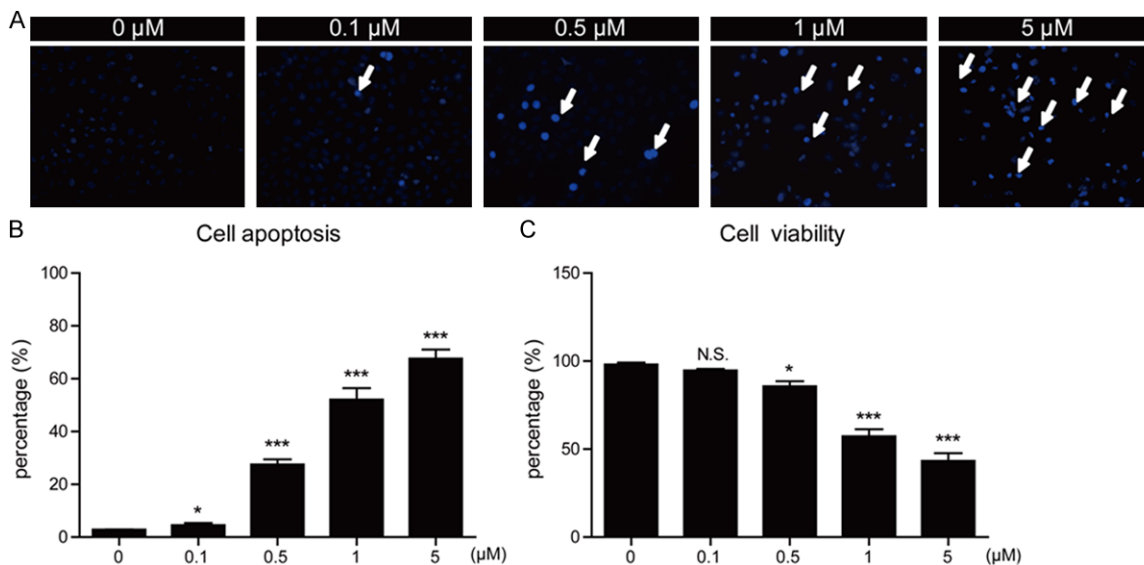 A
0 µM 0.1 µM 0.5 µM 1 µM 5 µM
B
Cell apoptosis
percentage (%)
100
80
60
40
20
0
*
***
***
***
0 0.1 0.5 1 5 (µM)
C
Cell viability
percentage (%)
150
100
50
0
N.S.
*
***
***
0 0.1 0.5 1 5 (µM)